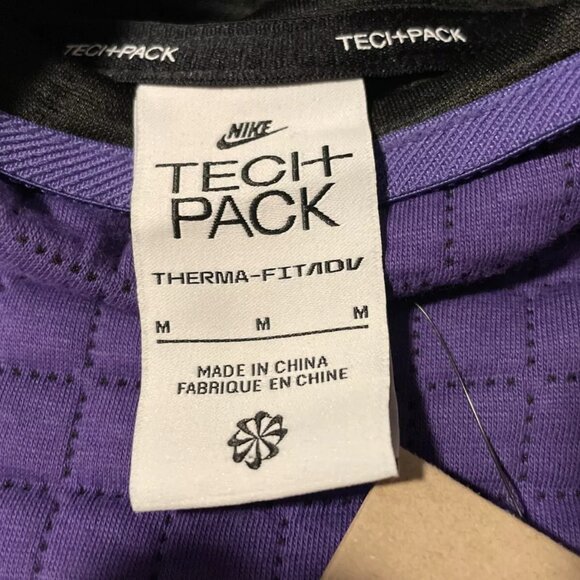 TECH+PACK TECH+PACK
NIKE
TECH
PACK
THERMA-FIT ADV
M M M
MADE IN CHINA
FABRIQUE EN CHINE